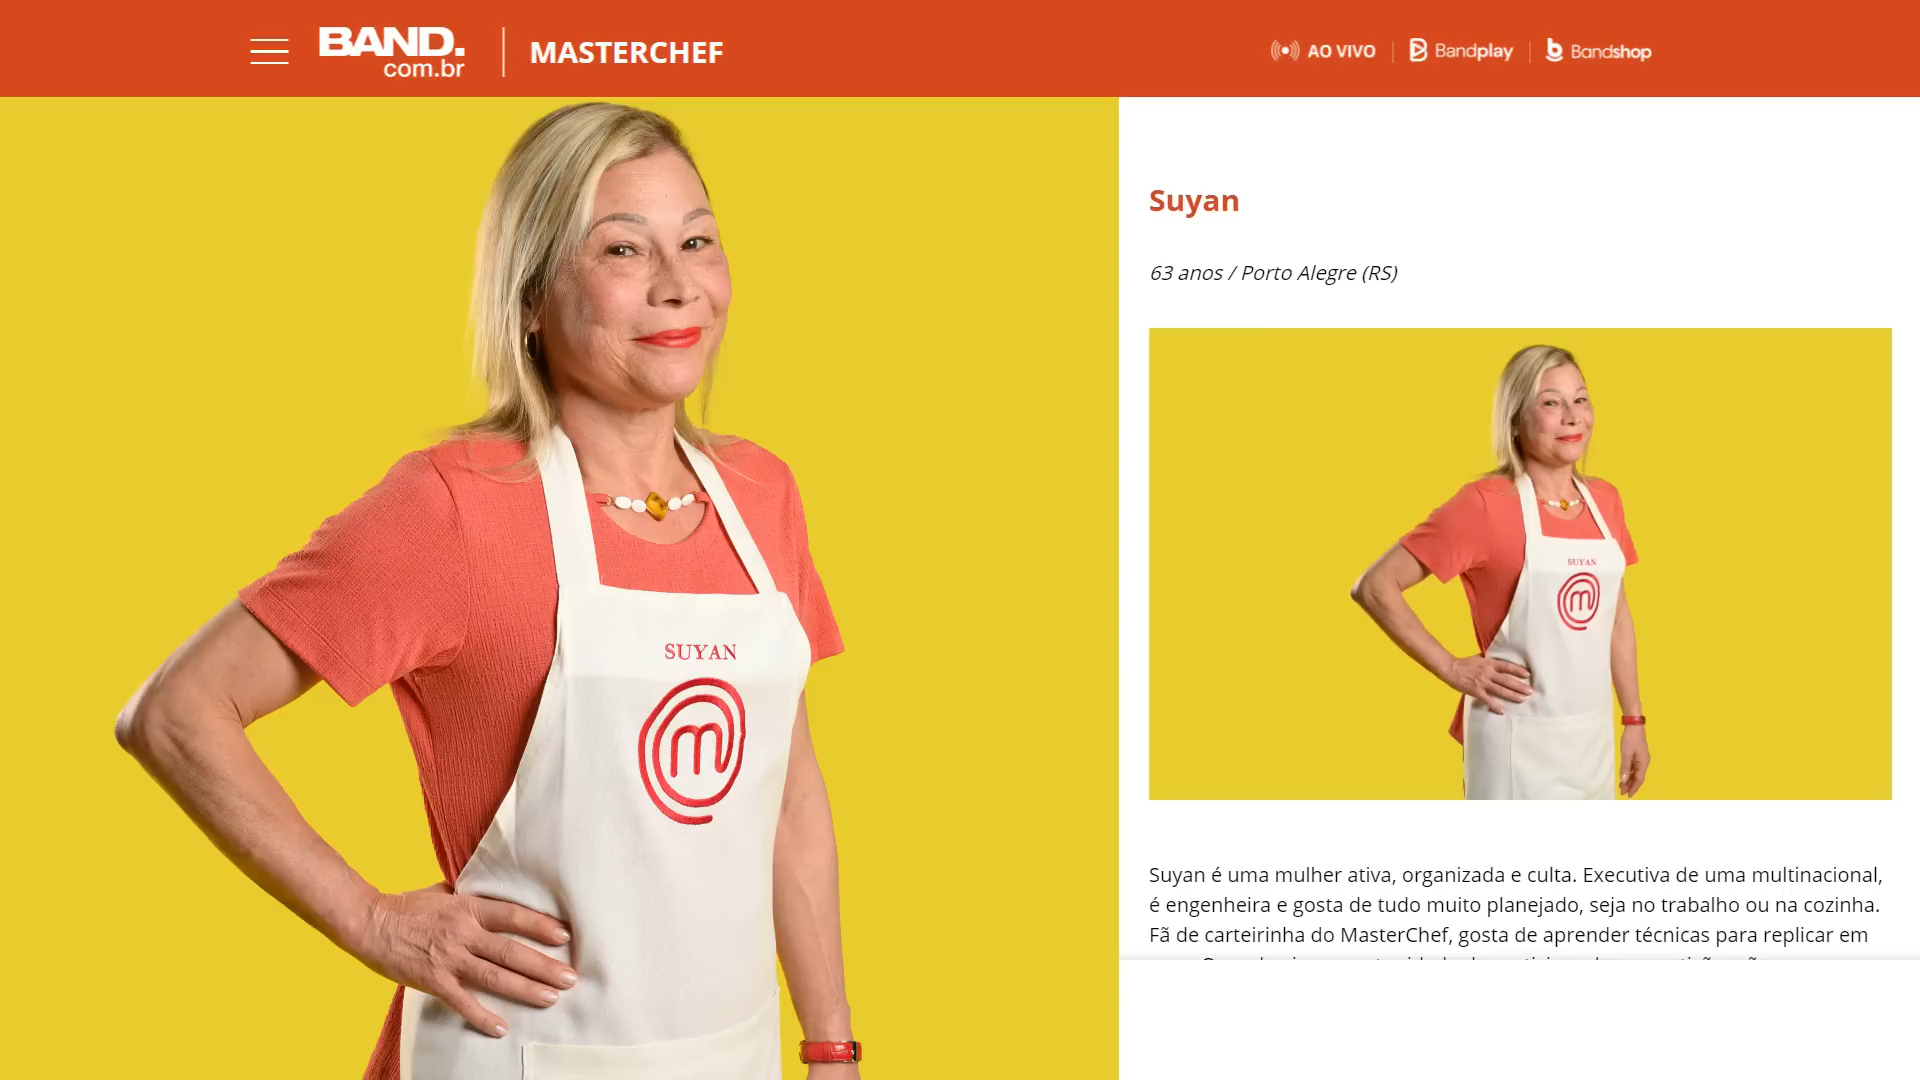 BAND.
com.br
MASTERCHEF
AO VIVO
Bandplay
Bandshop
SUYAN
m
Suyan
63 anos / Porto Alegre (RS)
SUYAN
m
Suyan é uma mulher ativa, organizada e culta. Executiva de uma multinacional,
é engenheira e gosta de tudo muito planejado, seja no trabalho ou na cozinha.
Fã de carteirinha do MasterChef, gosta de aprender técnicas para replicar em